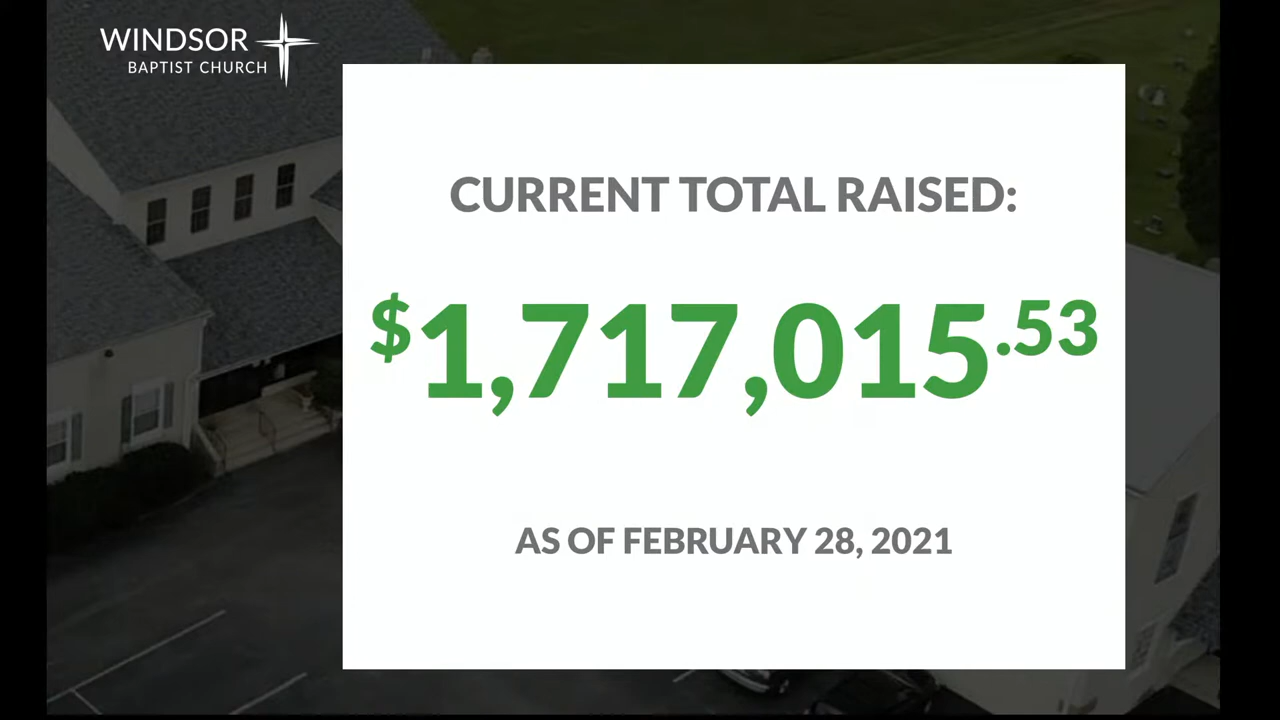 WINDSOR
BAPTIST CHURCH
CURRENT TOTAL RAISED:
$1,717,015.53
AS OF FEBRUARY 28, 2021